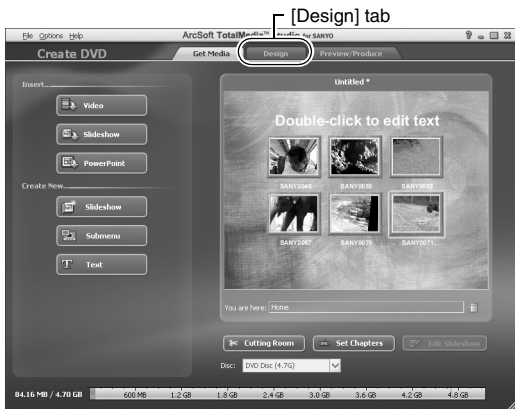 [Design] tab
File Options Help
ArcSoft TotalMedia™ Studio for SANYO
?
Create DVD
Get Media
Design
Preview/Produce
Insert
Video
Slideshow
PowerPoint
Create New
Slideshow
Submenu
T Text
Untitled *
Double-click to edit text
SANY0048 SANY0050 SANY0062
SANY0067 SANY0070 SANY0071
You are here: Home
Cutting Room
Set Chapters
Edit Slideshow
Disc: DVD Disc (4.7G)
84.16 MB / 4.70 GB
600 MB 1.2 GB 1.8 GB 2.4 GB 3.0 GB 3.6 GB 4.2 GB 4.8 GB